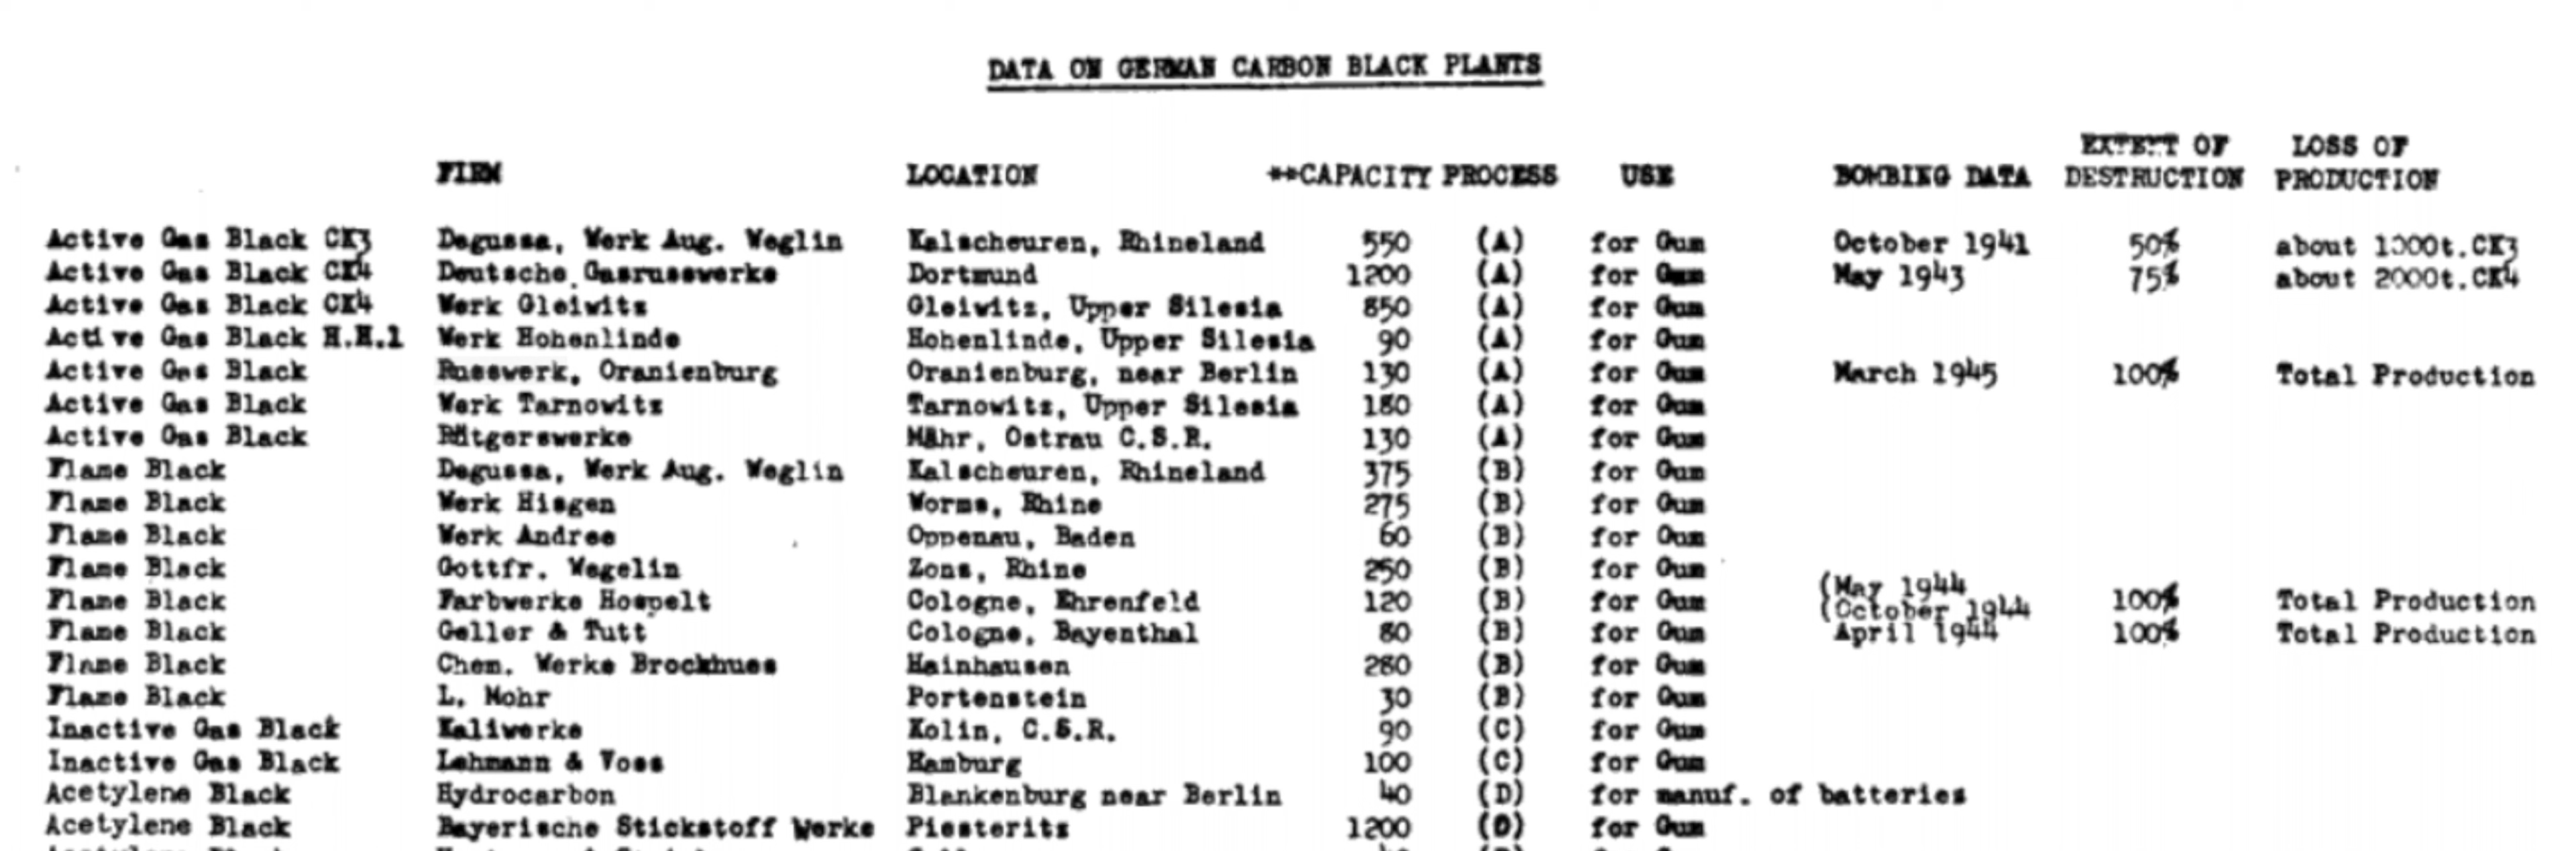 DATA ON GERMAN CARBON BLACK PLANTS
EXTENT OF LOSS OF
FIRM LOCATION **CAPACITY PROCESS USE BOMBING DATA DESTRUCTION PRODUCTION
Active Gas Black CK3 Degussa, Werk Aug. Weglin Kalscheuren, Rhineland 550 (A) for Gum October 1941 50% about 1000t.CK3
Active Gas Black CK4 Deutsche Gasrusswerke Dortmund 1200 (A) for Gum May 1943 75% about 2000t.CK4
Active Gas Black CK4 Werk Gleiwitz Gleiwitz, Upper Silesia 850 (A) for Gum
Active Gas Black H.H.1 Werk Hohenlinde Hohenlinde, Upper Silesia 90 (A) for Gum
Active Gas Black Russwerk, Oranienburg Oranienburg, near Berlin 130 (A) for Gum March 1945 100% Total Production
Active Gas Black Werk Tarnowitz Tarnowitz, Upper Silesia 180 (A) for Gum
Active Gas Black Rütgerswerke Mähr, Ostrau C.S.R. 130 (A) for Gum
Flame Black Degussa, Werk Aug. Weglin Kalscheuren, Rhineland 375 (B) for Gum
Flame Black Werk Hisgen Worms, Rhine 275 (B) for Gum
Flame Black Werk Andree Oppenau, Baden 60 (B) for Gum
Flame Black Gottfr. Wegelin Zons, Rhine 250 (B) for Gum
(May 1944
Flame Black Farbwerke Hospelt Cologne, Ehrenfeld 120 (B) for Gum (October 1944 100% Total Production
Flame Black Geller & Tutt Cologne, Bayenthal 80 (B) for Gum April 1944 100% Total Production
Flame Black Chem. Werke Brockhues Hainhausen 280 (B) for Gum
Flame Black L. Mohr Portenstein 30 (B) for Gum
Inactive Gas Black Kaliwerke Kolin, C.S.R. 90 (C) for Gum
Inactive Gas Black Lehmann & Voss Hamburg 100 (C) for Gum
Acetylene Black Hydrocarbon Blankenburg near Berlin 40 (D) for manuf. of batteries
Acetylene Black Bayerische Stickstoff Werke Piesteritz 1200 (D) for Gum